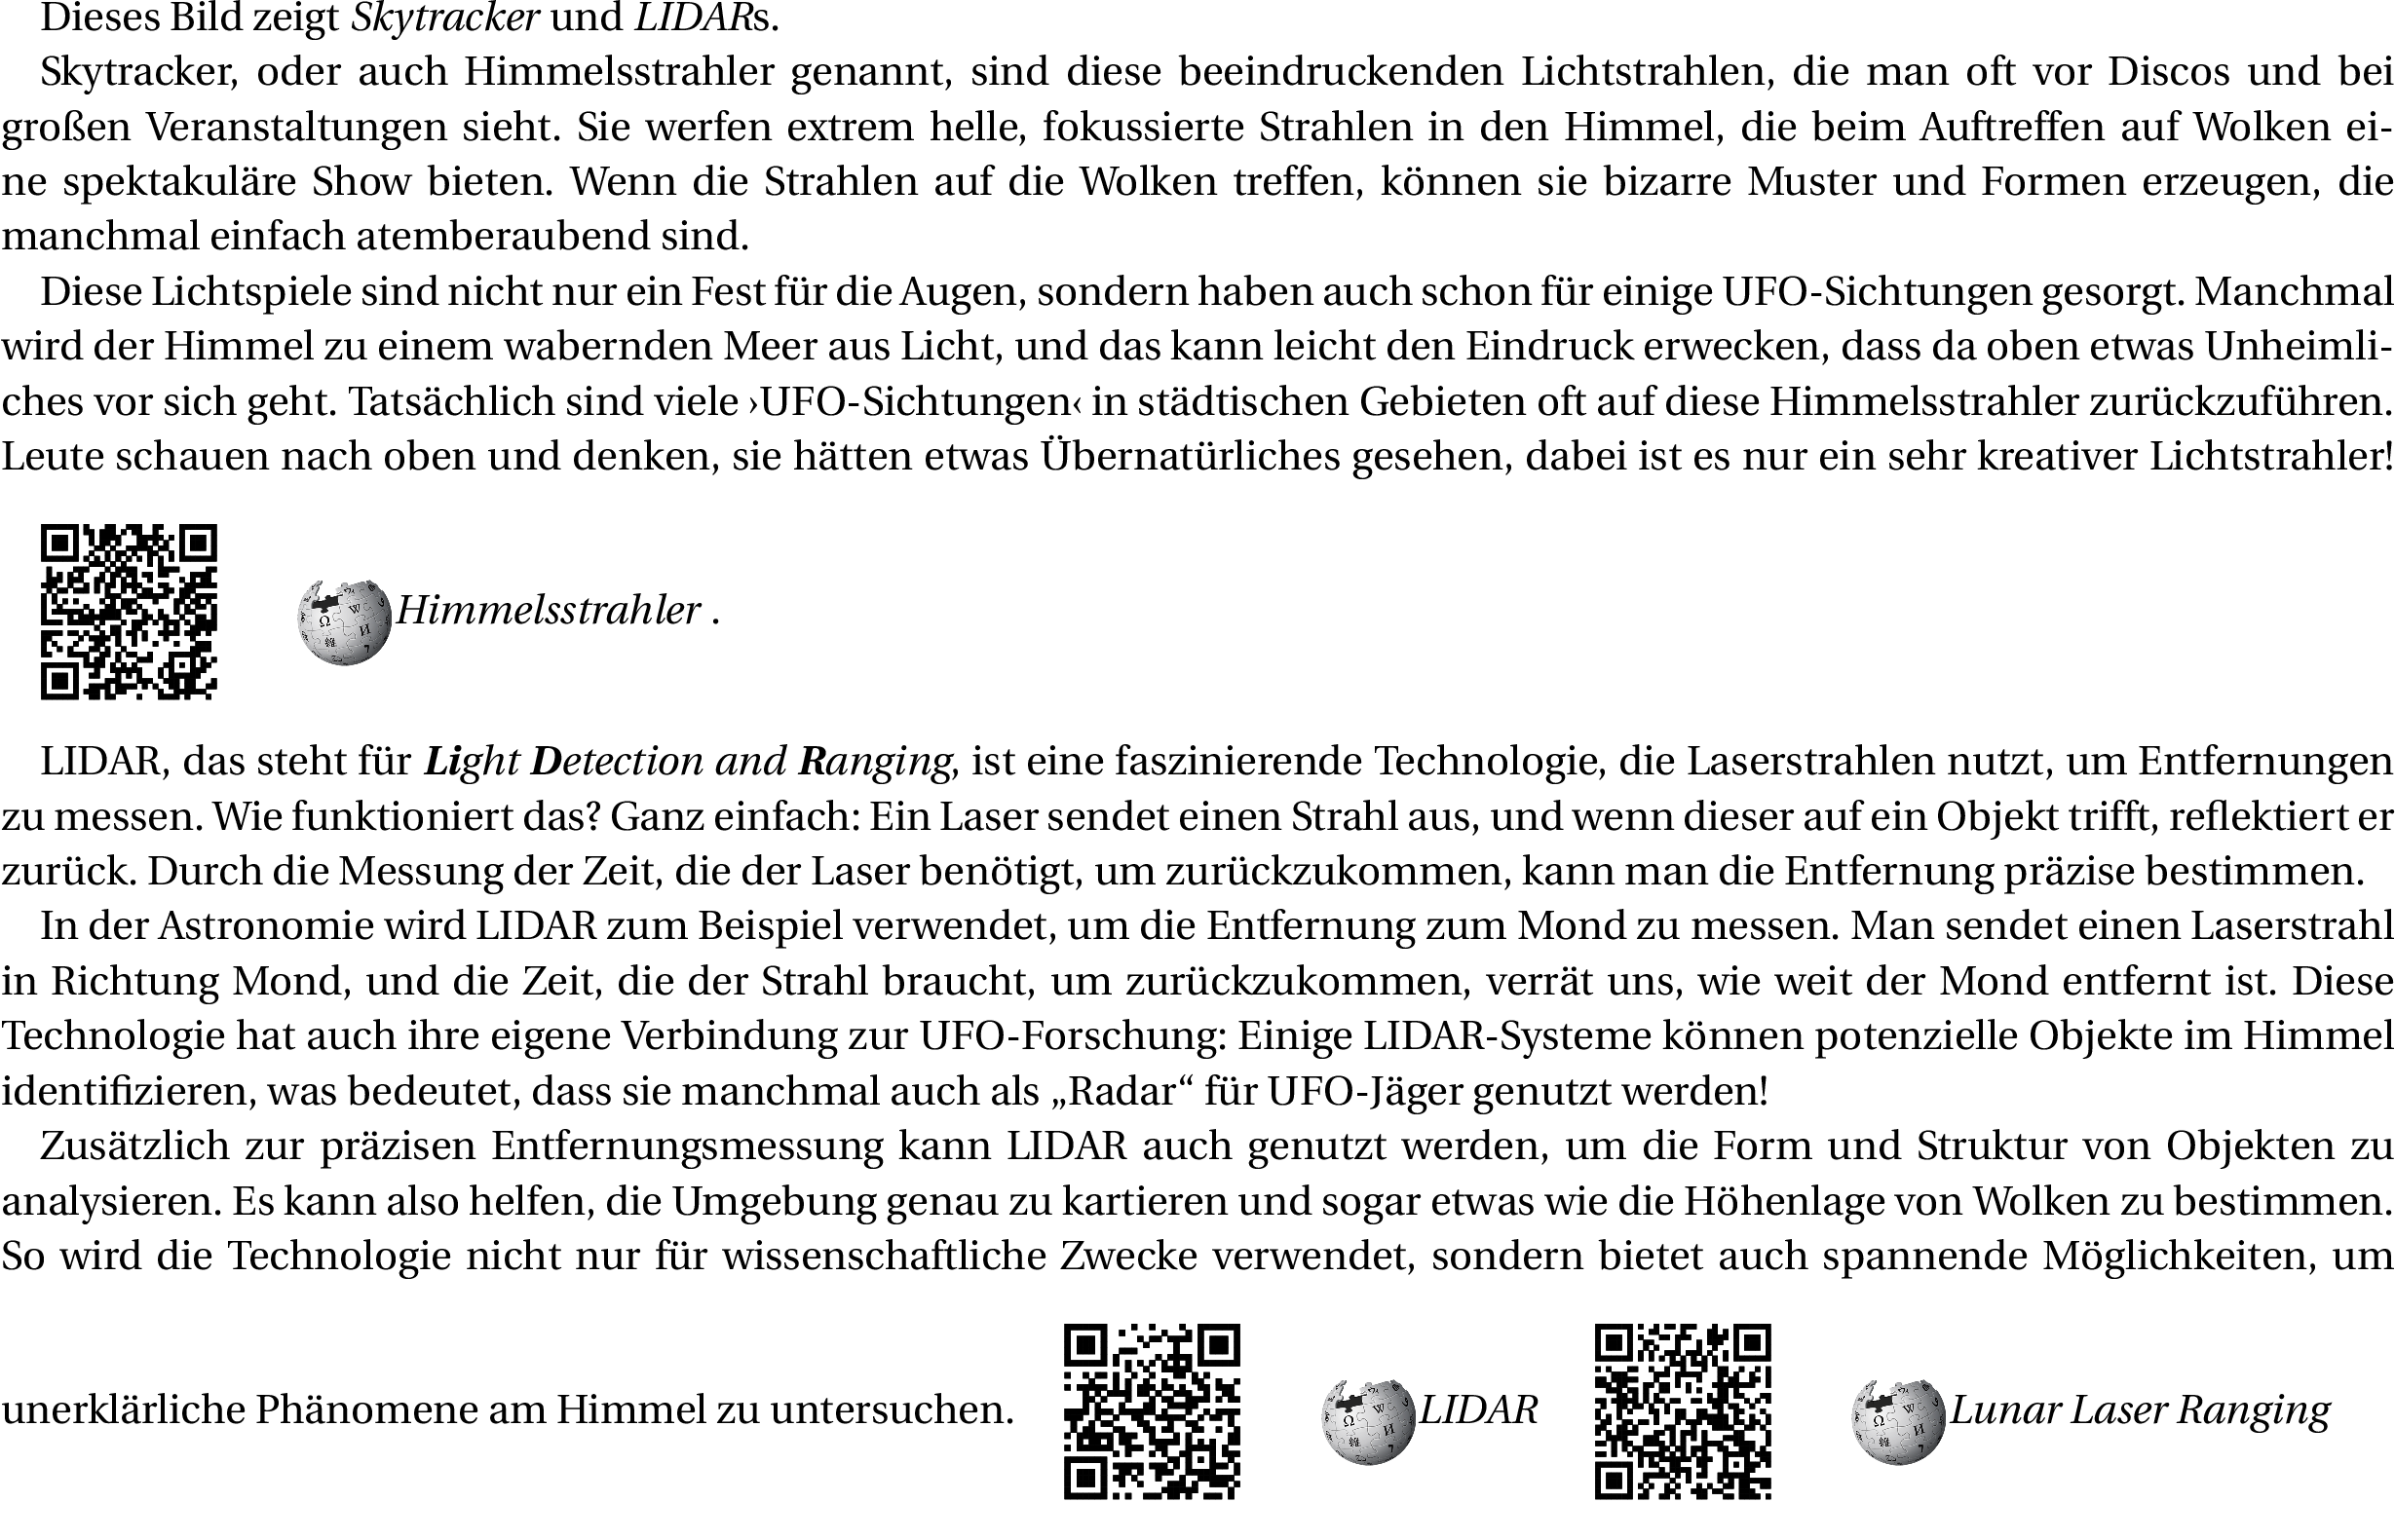 Dieses Bild zeigt Skytracker und LIDARs.
Skytracker, oder auch Himmelsstrahler genannt, sind diese beeindruckenden Lichtstrahlen, die man oft vor Discos und bei
großen Veranstaltungen sieht. Sie werfen extrem helle, fokussierte Strahlen in den Himmel, die beim Auftreffen auf Wolken ei-
ne spektakuläre Show bieten. Wenn die Strahlen auf die Wolken treffen, können sie bizarre Muster und Formen erzeugen, die
manchmal einfach atemberaubend sind.
Diese Lichtspiele sind nicht nur ein Fest für die Augen, sondern haben auch schon für einige UFO-Sichtungen gesorgt. Manchmal
wird der Himmel zu einem wabernden Meer aus Licht, und das kann leicht den Eindruck erwecken, dass da oben etwas Unheimli-
ches vor sich geht. Tatsächlich sind viele ›UFO-Sichtungen‹ in städtischen Gebieten oft auf diese Himmelsstrahler zurückzuführen.
Leute schauen nach oben und denken, sie hätten etwas Übernatürliches gesehen, dabei ist es nur ein sehr kreativer Lichtstrahler!
Himmelsstrahler .
LIDAR, das steht für Light Detection and Ranging, ist eine faszinierende Technologie, die Laserstrahlen nutzt, um Entfernungen
zu messen. Wie funktioniert das? Ganz einfach: Ein Laser sendet einen Strahl aus, und wenn dieser auf ein Objekt trifft, reflektiert er
zurück. Durch die Messung der Zeit, die der Laser benötigt, um zurückzukommen, kann man die Entfernung präzise bestimmen.
In der Astronomie wird LIDAR zum Beispiel verwendet, um die Entfernung zum Mond zu messen. Man sendet einen Laserstrahl
in Richtung Mond, und die Zeit, die der Strahl braucht, um zurückzukommen, verrät uns, wie weit der Mond entfernt ist. Diese
Technologie hat auch ihre eigene Verbindung zur UFO-Forschung: Einige LIDAR-Systeme können potenzielle Objekte im Himmel
identifizieren, was bedeutet, dass sie manchmal auch als „Radar“ für UFO-Jäger genutzt werden!
Zusätzlich zur präzisen Entfernungsmessung kann LIDAR auch genutzt werden, um die Form und Struktur von Objekten zu
analysieren. Es kann also helfen, die Umgebung genau zu kartieren und sogar etwas wie die Höhenlage von Wolken zu bestimmen.
So wird die Technologie nicht nur für wissenschaftliche Zwecke verwendet, sondern bietet auch spannende Möglichkeiten, um
unerklärliche Phänomene am Himmel zu untersuchen. LIDAR Lunar Laser Ranging